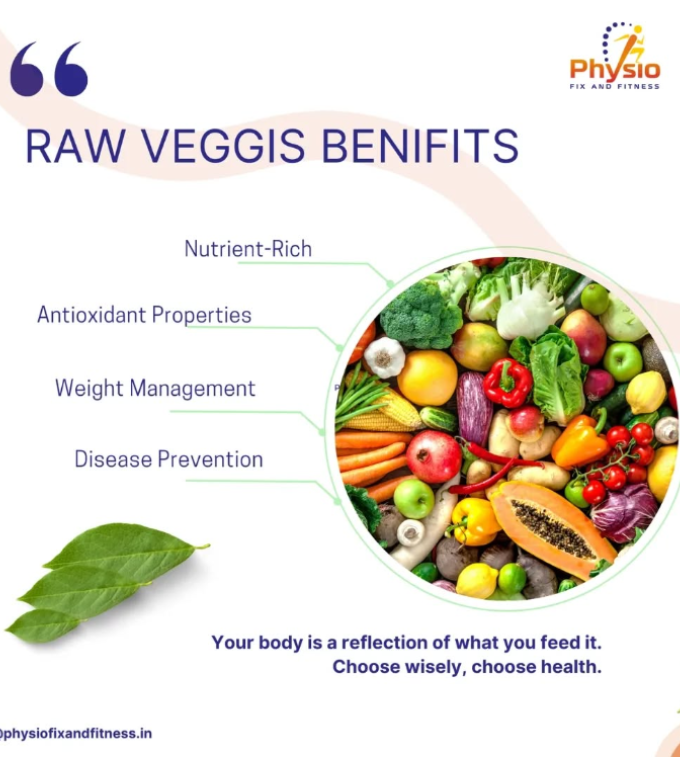 Physio
FIX AND FITNESS
RAW VEGGIS BENIFITS
Nutrient-Rich
Antioxidant Properties
Weight Management
Disease Prevention
Your body is a reflection of what you feed it.
Choose wisely, choose health.
@physiofixandfitness.in